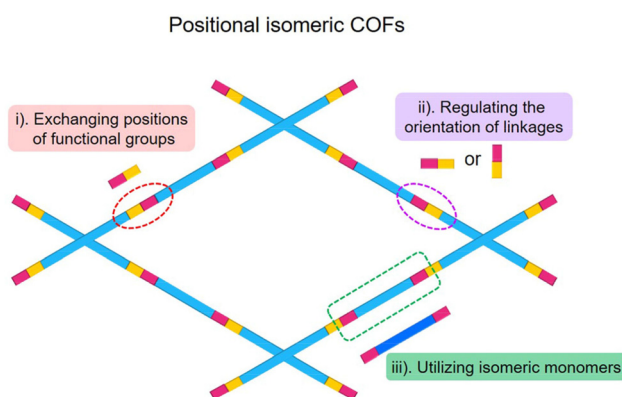 Positional isomeric COFs
i). Exchanging positions
of functional groups
ii). Regulating the
orientation of linkages
or
iii). Utilizing isomeric monomers